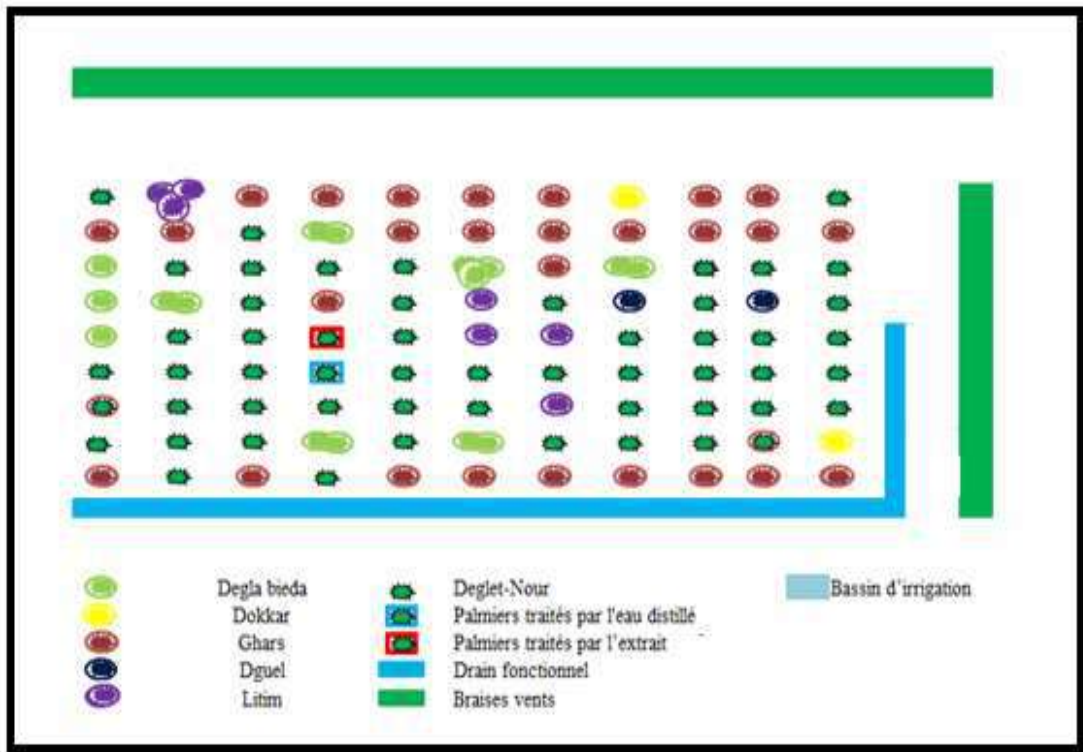 Degla bieda
Dokkar
Ghars
Dguel
Litim
Deglet-Nour
Palmiers traités par l'eau distillé
Palmiers traités par l'extrait
Drain fonctionnel
Braises vents
Bassin d'irrigation